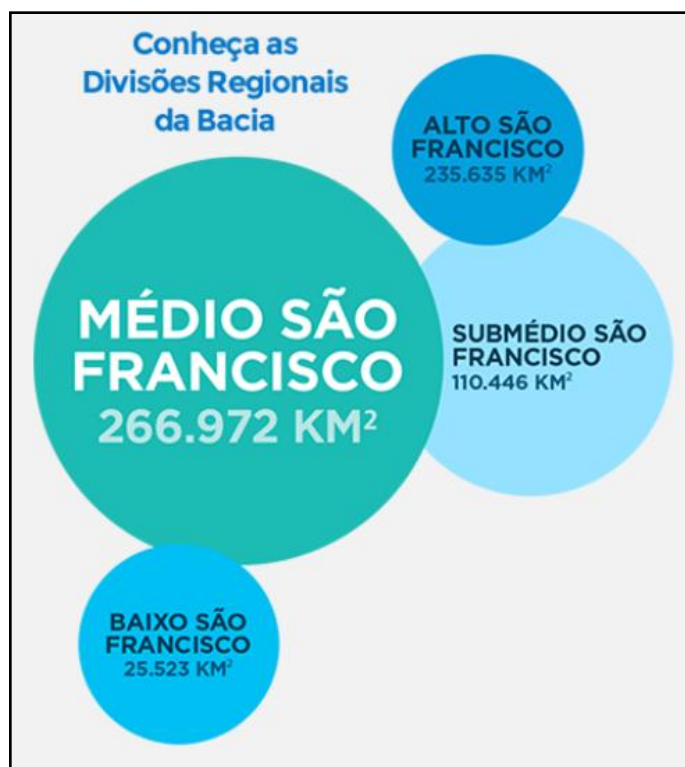 Conheça as
Divisões Regionais
da Bacia
ALTO SÃO
FRANCISCO
235.635 KM²
MÉDIO SÃO
FRANCISCO
266.972 KM²
SUBMÉDIO SÃO
FRANCISCO
110.446 KM²
BAIXO SÃO
FRANCISCO
25.523 KM²